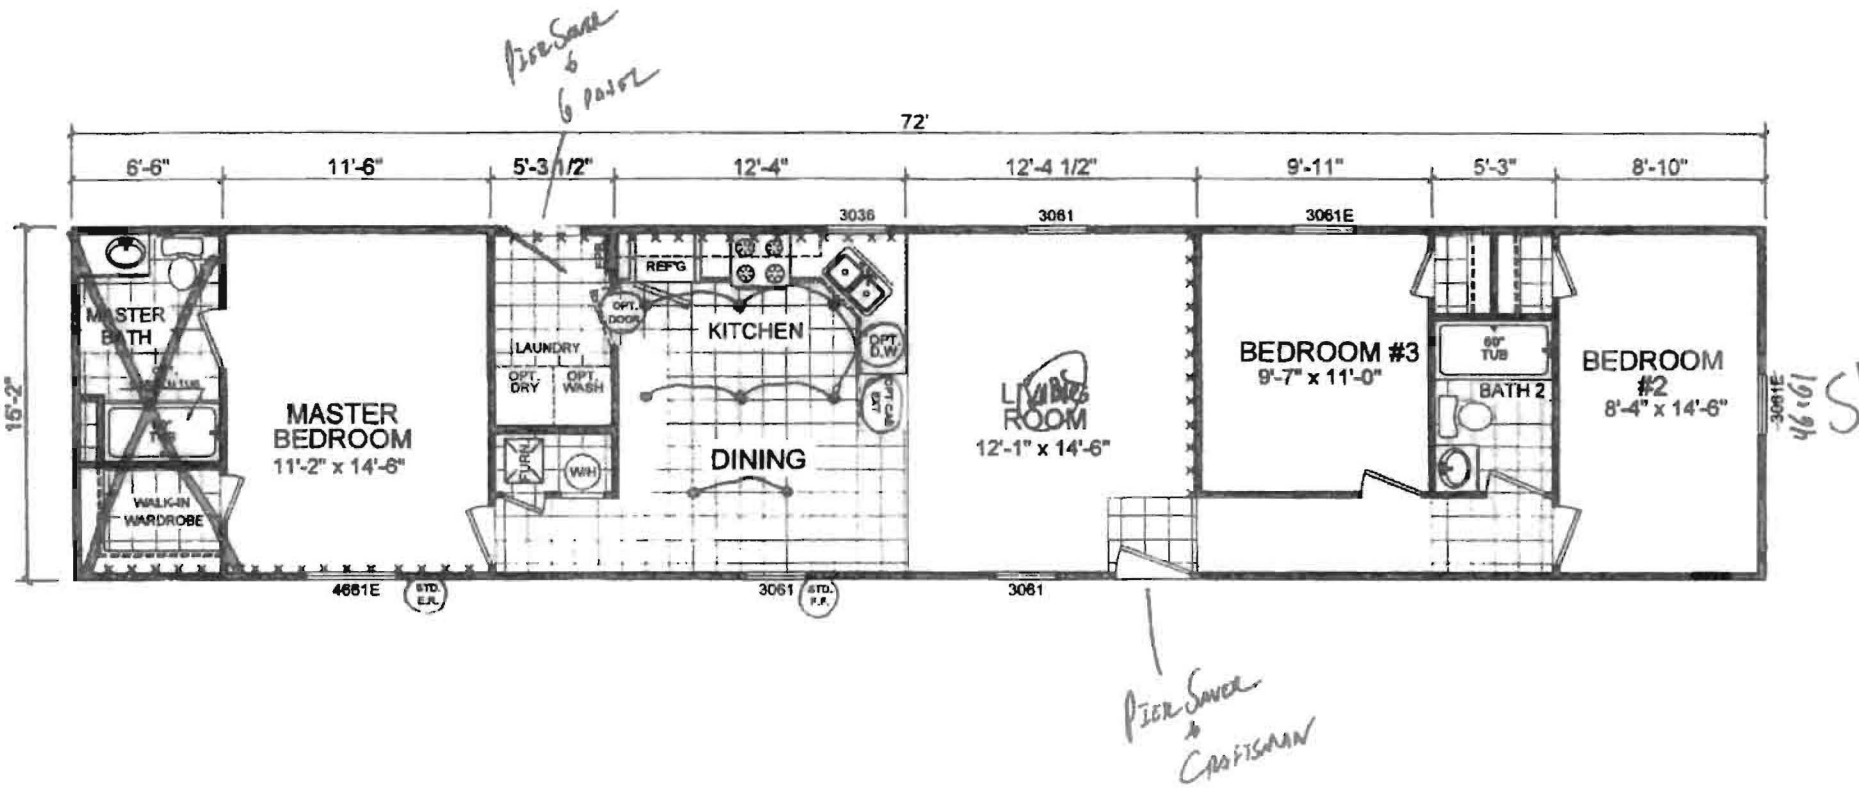 PIER SAVER
&
6 PANEL
72'
6'-6" 11'-6" 5'-3 1/2" 12'-4" 12'-4 1/2" 9'-11" 5'-3" 8'-10"
3036 3061 3061E
REF'G
OPT. DOOR
MASTER BATH
KITCHEN
LAUNDRY
OPT. DRY
OPT. WASH
OPT. D.W.
60" TUB
BEDROOM #3
9'-7" x 11'-0"
BEDROOM #2
8'-4" x 14'-6"
BATH 2
TUB
LIVING ROOM
12'-1" x 14'-6"
MASTER BEDROOM
11'-2" x 14'-6"
15'-2"
3061E
4661
S
DINING
FURN
W/H
WALK-IN WARDROBE
4661E STD. E.R. 3061 STD. F.F. 3061
PIER SAVER
&
CRAFTSMAN